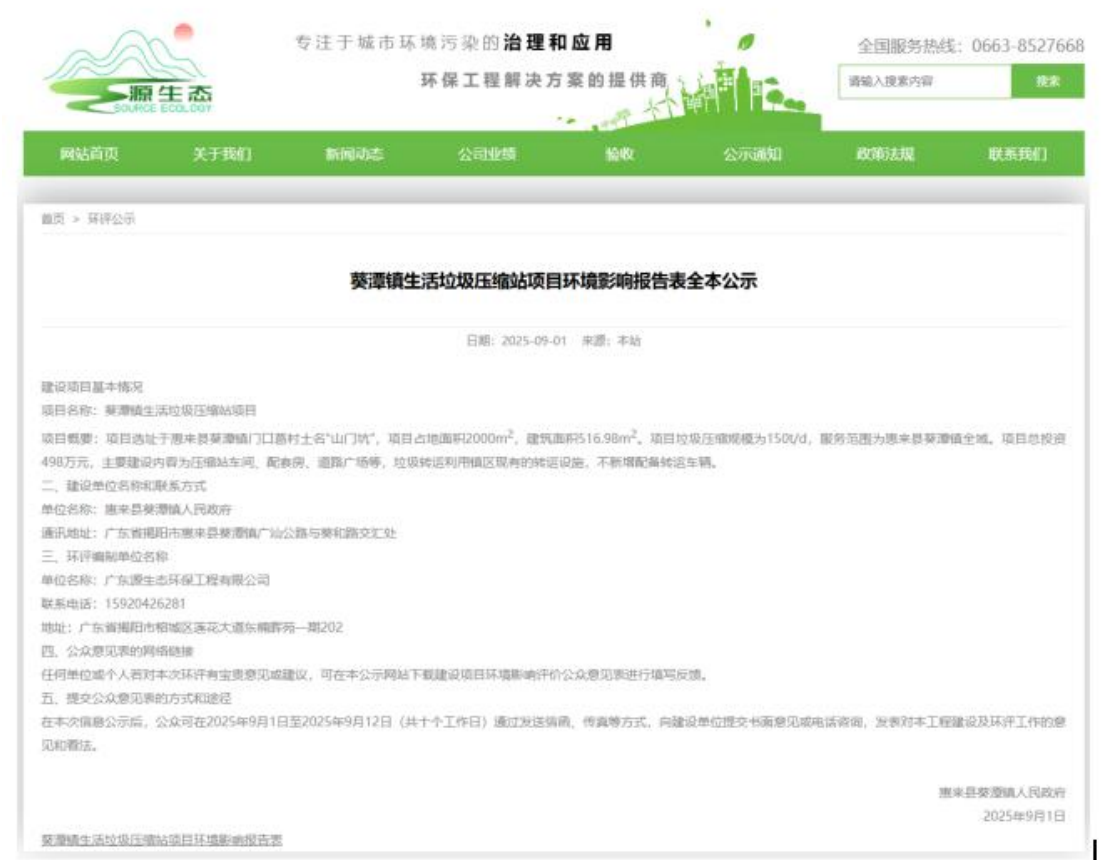 专注于城市环境污染的治理和应用
环保工程解决方案的提供商
全国服务热线：0663-8527668
请输入搜索内容
搜索
源生态
SOURCE ECOLOGY
网站首页 关于我们 新闻动态 公司业绩 验收 公示通知 政策法规 联系我们
首页 > 环评公示
葵潭镇生活垃圾压缩站项目环境影响报告表全本公示
日期：2025-09-01 来源：本站
建设项目基本情况
项目名称：葵潭镇生活垃圾压缩站项目
项目概要：项目选址于惠来县葵潭镇门口葛村土名“山门坑”，项目占地面积2000m²，建筑面积516.98m²。项目垃圾压缩规模为150t/d，服务范围为惠来县葵潭镇全域。项目总投资
498万元，主要建设内容为压缩站车间、配套房、道路广场等，垃圾转运利用镇区现有的转运设施，不新增配备转运车辆。
二、建设单位名称和联系方式
单位名称：惠来县葵潭镇人民政府
通讯地址：广东省揭阳市惠来县葵潭镇广汕公路与葵和路交汇处
三、环评编制单位名称
单位名称：广东源生态环保工程有限公司
联系电话：15920426281
地址：广东省揭阳市榕城区莲花大道东楠晖苑一期202
四、公众意见表的网络链接
任何单位或个人若对本次环评有宝贵意见或建议，可在本公示网站下载建设项目环境影响评价公众意见表进行填写反馈。
五、提交公众意见表的方式和途径
在本次信息公示后，公众可在2025年9月1日至2025年9月12日（共十个工作日）通过发送信函、传真等方式，向建设单位提交书面意见或电话咨询，发表对本工程建设及环评工作的意
见和看法。
惠来县葵潭镇人民政府
2025年9月1日
葵潭镇生活垃圾压缩站项目环境影响报告表